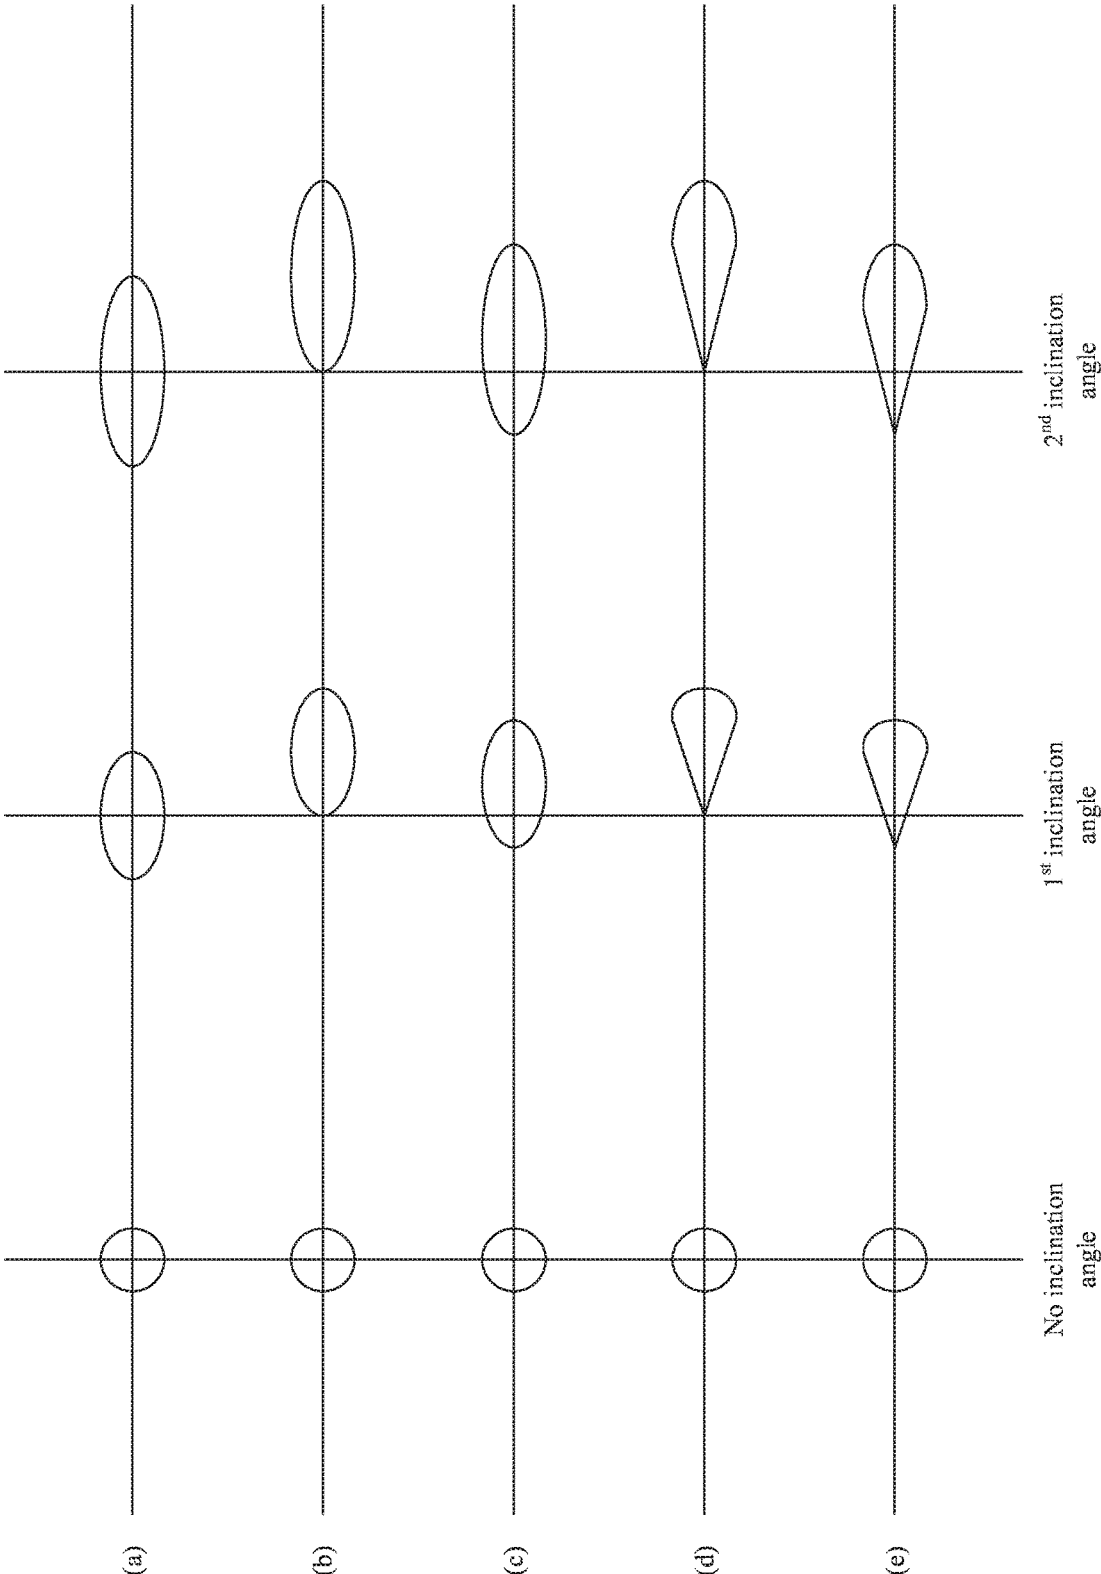 (a)
(b)
(c)
(d)
(e)
No inclination
angle
1st inclination
angle
2nd inclination
angle